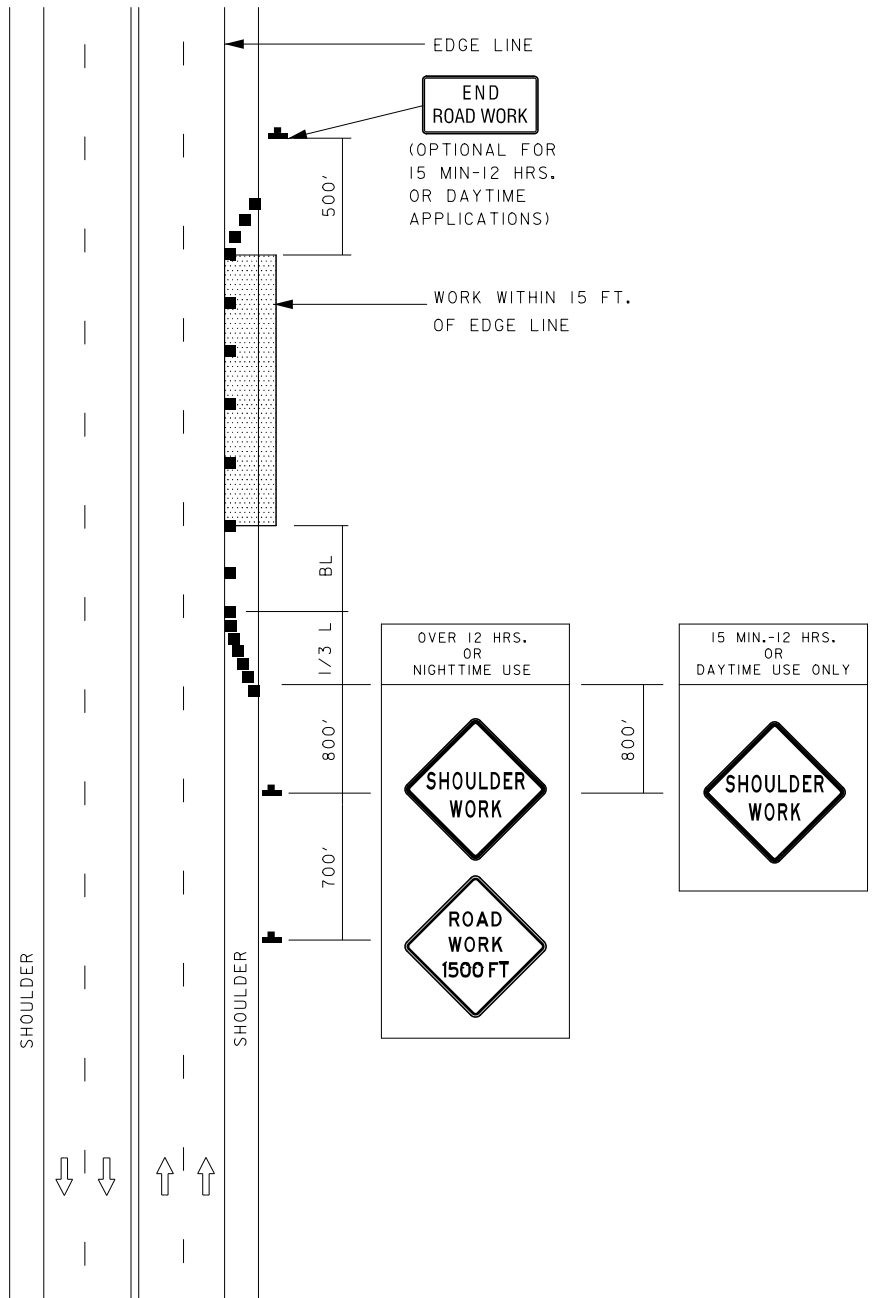 EDGE LINE
END
ROAD WORK
(OPTIONAL FOR
15 MIN-12 HRS.
OR DAYTIME
APPLICATIONS)
500'
WORK WITHIN 15 FT.
OF EDGE LINE
BL
1/3 L
800'
700'
OVER 12 HRS.
OR
NIGHTTIME USE
SHOULDER
WORK
ROAD
WORK
1500 FT
800'
15 MIN.-12 HRS.
OR
DAYTIME USE ONLY
SHOULDER
WORK
SHOULDER
SHOULDER